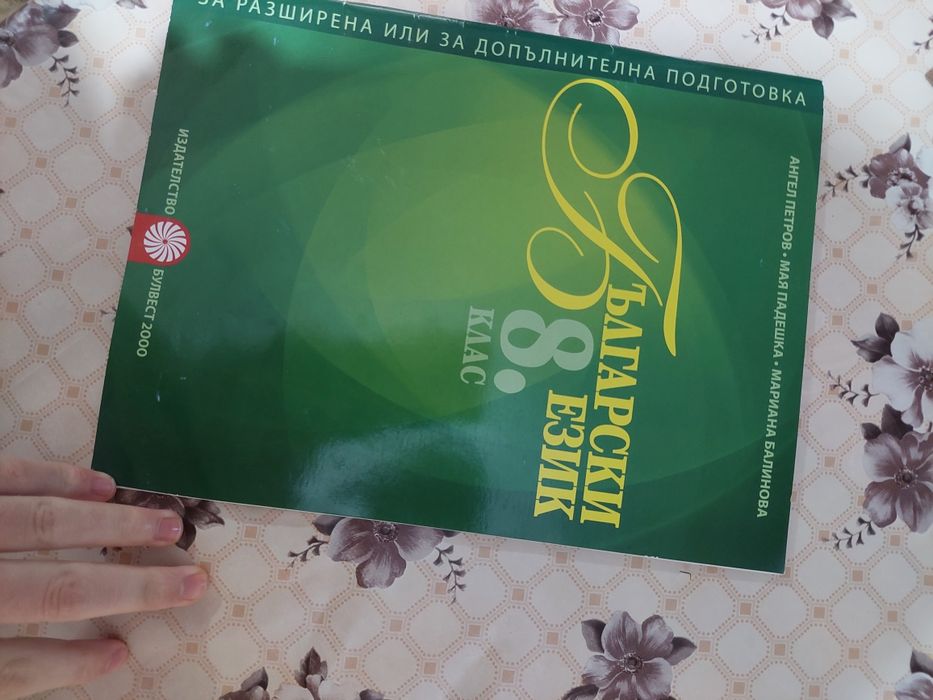 АНГЕЛ ПЕТРОВ • МАЯ ПАДЕШКА • МАРИАНА БАЛИНОВА
БЪЛГАРСКИ
ЕЗИК
8.
КЛАС
ИЗДАТЕЛСТВО БУЛВЕСТ 2000
ЗА РАЗШИРЕНА ИЛИ ЗА ДОПЪЛНИТЕЛНА ПОДГОТОВКА